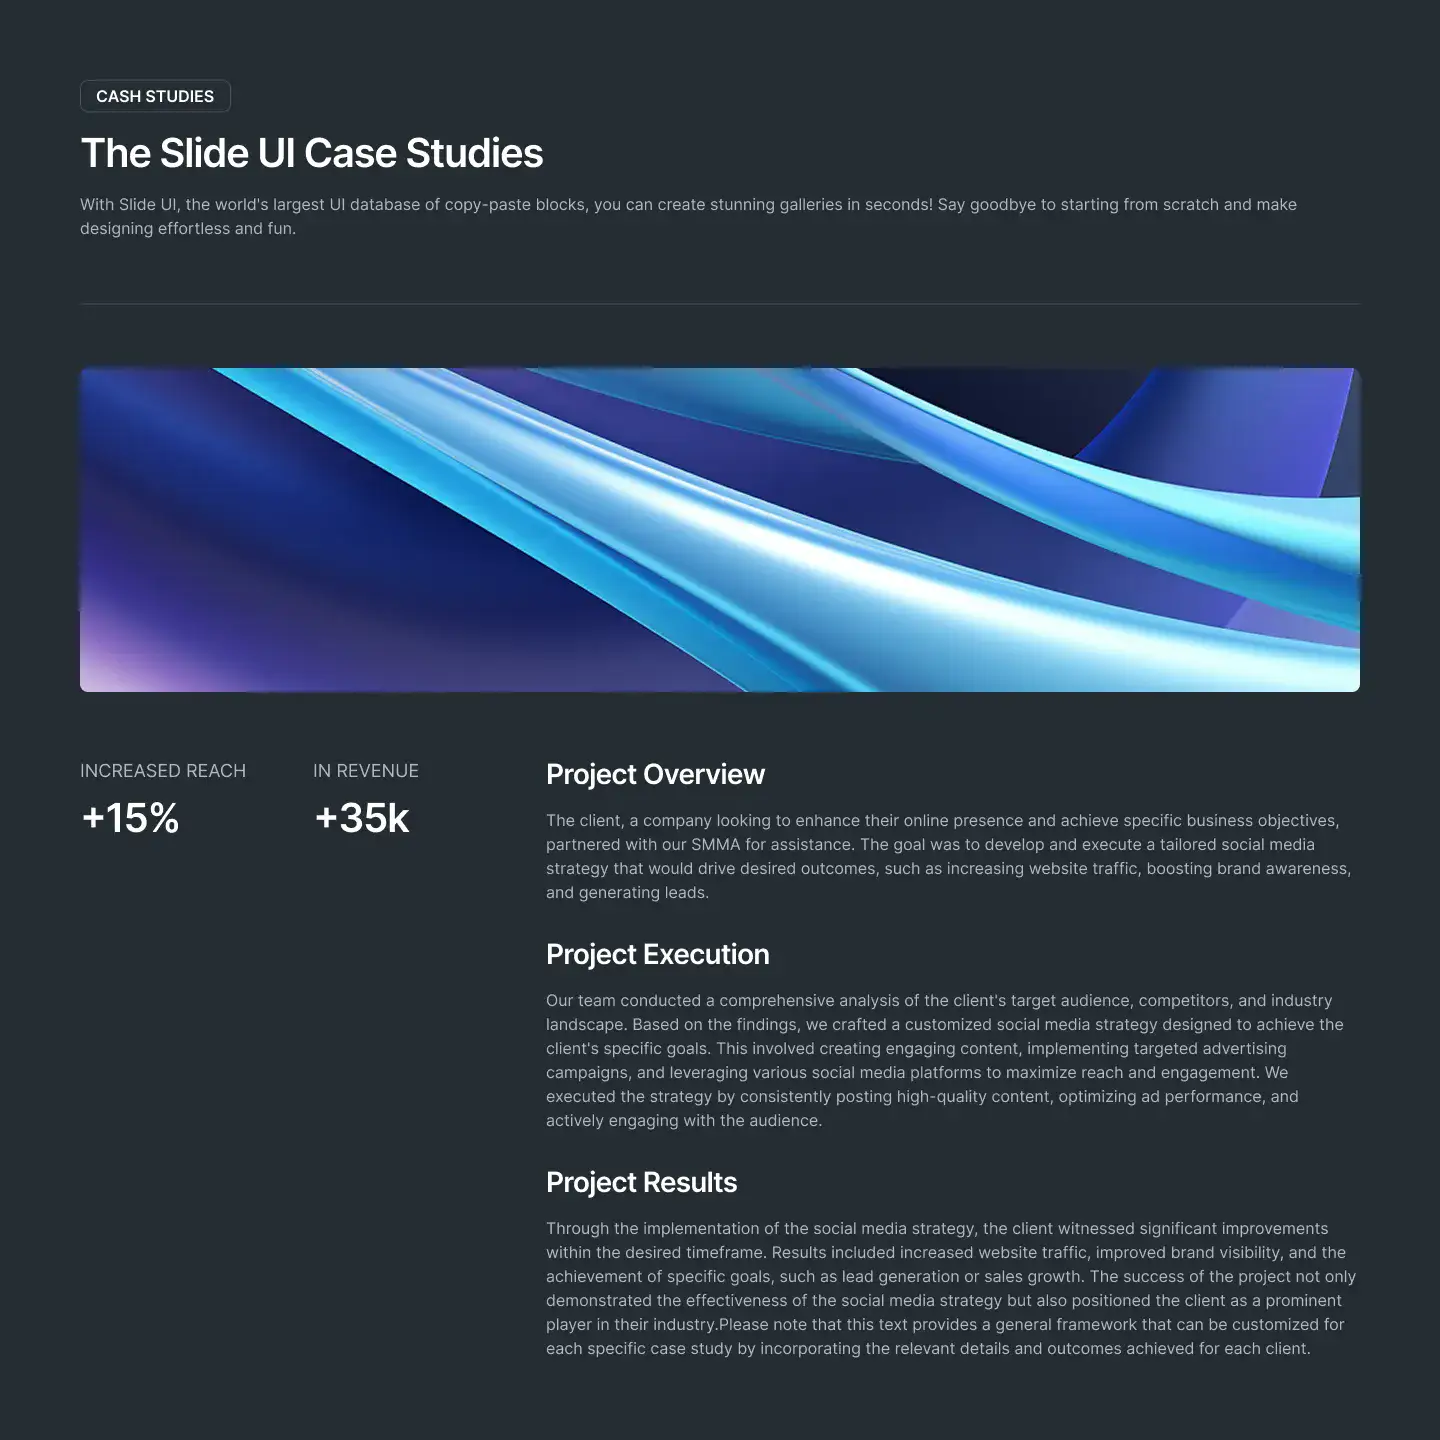 CASH STUDIES
The Slide UI Case Studies
With Slide UI, the world's largest UI database of copy-paste blocks, you can create stunning galleries in seconds! Say goodbye to starting from scratch and make
designing effortless and fun.
INCREASED REACH
+15%
IN REVENUE
+35k
Project Overview
The client, a company looking to enhance their online presence and achieve specific business objectives,
partnered with our SMMA for assistance. The goal was to develop and execute a tailored social media
strategy that would drive desired outcomes, such as increasing website traffic, boosting brand awareness,
and generating leads.
Project Execution
Our team conducted a comprehensive analysis of the client's target audience, competitors, and industry
landscape. Based on the findings, we crafted a customized social media strategy designed to achieve the
client's specific goals. This involved creating engaging content, implementing targeted advertising
campaigns, and leveraging various social media platforms to maximize reach and engagement. We
executed the strategy by consistently posting high-quality content, optimizing ad performance, and
actively engaging with the audience.
Project Results
Through the implementation of the social media strategy, the client witnessed significant improvements
within the desired timeframe. Results included increased website traffic, improved brand visibility, and the
achievement of specific goals, such as lead generation or sales growth. The success of the project not only
demonstrated the effectiveness of the social media strategy but also positioned the client as a prominent
player in their industry.Please note that this text provides a general framework that can be customized for
each specific case study by incorporating the relevant details and outcomes achieved for each client.